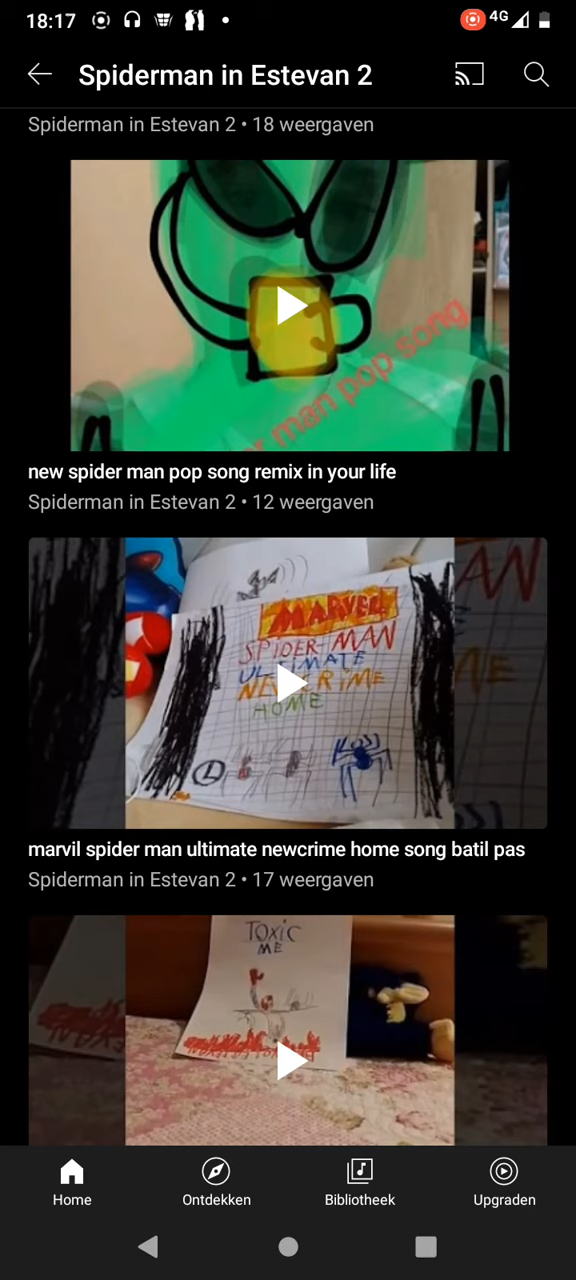 18:17
4G
Spiderman in Estevan 2
Spiderman in Estevan 2 • 18 weergaven
man pop song
new spider man pop song remix in your life
Spiderman in Estevan 2 • 12 weergaven
MARVEL
SPIDER MAN
ULTIMATE
NEWCRIME
HOME
AN
marvil spider man ultimate newcrime home song batil pas
Spiderman in Estevan 2 • 17 weergaven
TOXIC
ME
Home
Ontdekken
Bibliotheek
Upgraden